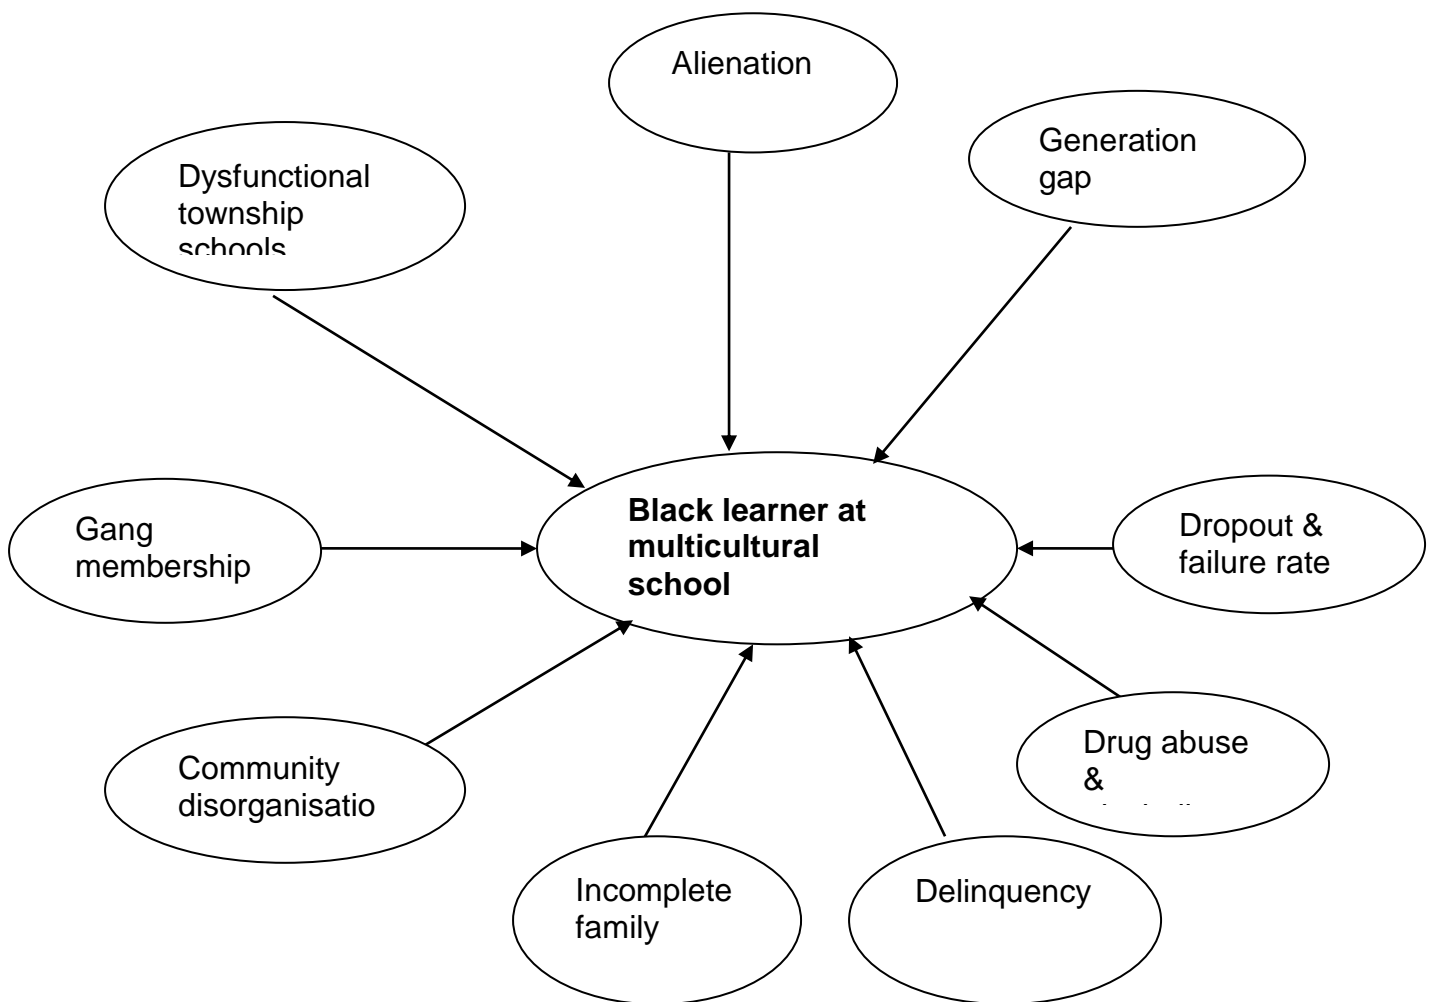 Alienation
Generation
gap
Dysfunctional
township
schools
Black learner at
multicultural
school
Gang
membership
Dropout &
failure rate
Community
disorganisatio
Drug abuse
&
Incomplete
family
Delinquency